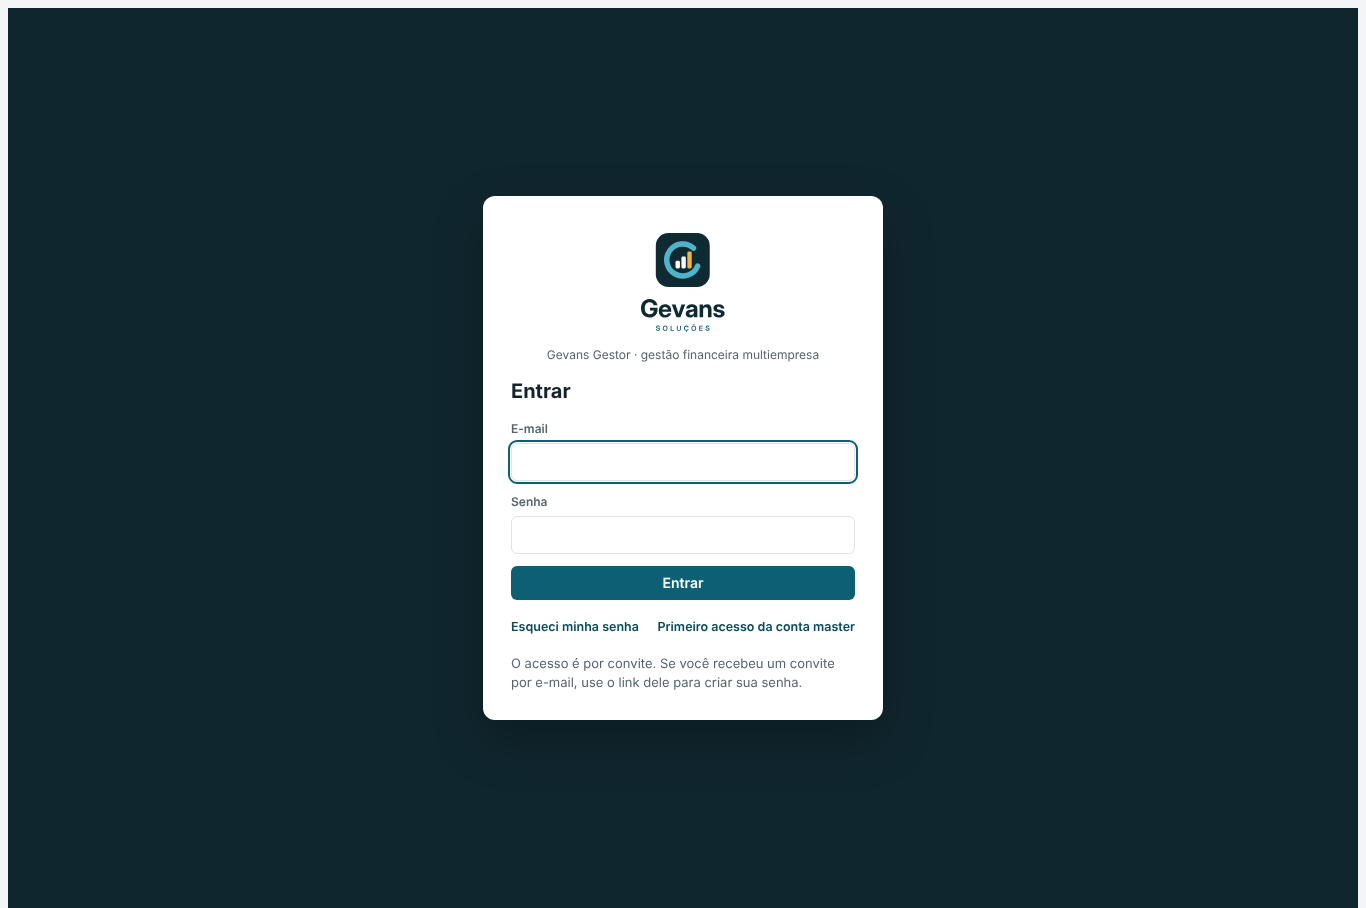 Gevans
SOLUÇÕES
Gevans Gestor · gestão financeira multiempresa
Entrar
E-mail
Senha
Entrar
Esqueci minha senha Primeiro acesso da conta master
O acesso é por convite. Se você recebeu um convite
por e-mail, use o link dele para criar sua senha.